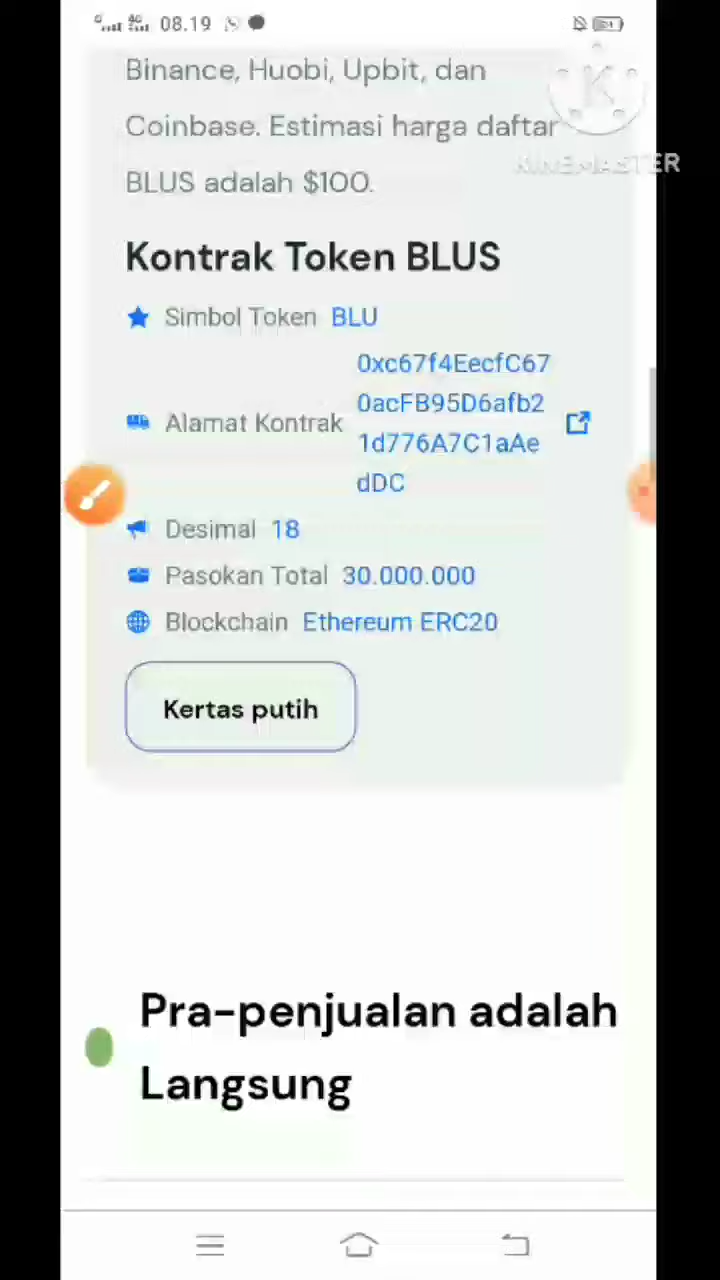 08.19
KINEMASTER
Binance, Huobi, Upbit, dan
Coinbase. Estimasi harga daftar
BLUS adalah $100.
Kontrak Token BLUS
Simbol Token BLU
Alamat Kontrak
0xc67f4EecfC67
0acFB95D6afb2
1d776A7C1aAe
dDC
Desimal 18
Pasokan Total 30.000.000
Blockchain Ethereum ERC20
Kertas putih
Pra-penjualan adalah
Langsung